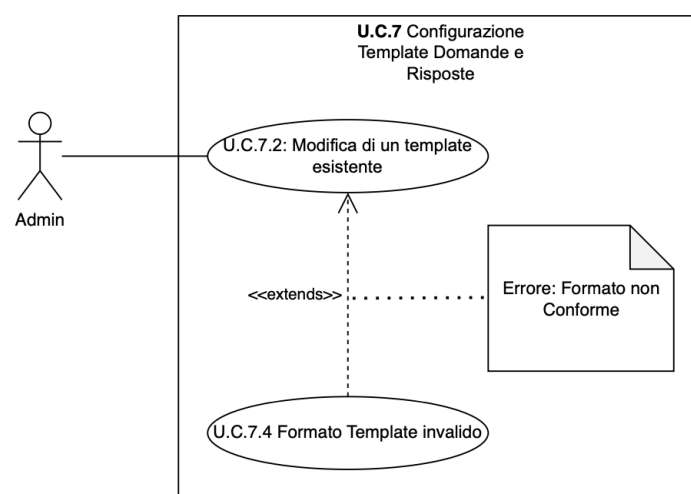 U.C.7 Configurazione
Template Domande e
Risposte
U.C.7.2: Modifica di un template
esistente
Admin
<<extends>>
Errore: Formato non
Conforme
U.C.7.4 Formato Template invalido